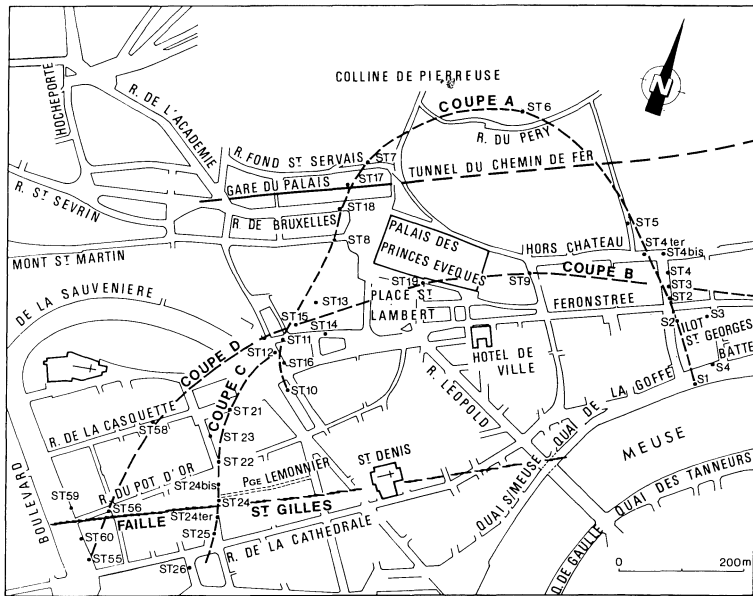 COLLINE DE PIERREUSE
N
HOCHEPORTE
R. DE L'ACADEMIE
COUPE A
ST6
R. DU PERY
R. FOND ST SERVAIS
ST7
TUNNEL DU CHEMIN DE FER
R. ST SEVRIN
GARE DU PALAIS
ST17
R. DE BRUXELLES
ST18
ST5
MONT ST MARTIN
ST8
PALAIS DES
PRINCES EVEQUES
HORS CHATEAU
ST4ter
ST4bis
DE LA SAUVENIERE
ST19
ST9
COUPE B
ST4
ST3
ST2
ST13
PLACE ST
LAMBERT
FERONSTREE
ST15
ST14
S2
S3
ILOT
ST GEORGES
ST11
ST12
HOTEL DE
VILLE
BATTE
COUPE D
ST16
S4
ST10
S1
COUPE C
R. LEOPOLD
QUAI DE LA GOFFE
R. DE LA CASQUETTE
ST21
ST58
ST23
MEUSE
ST22
ST DENIS
BOULEVARD
R. DU POT D'OR
ST59
ST24bis
PGE LEMONNIER
QUAI S/MEUSE
QUAI DES TANNEURS
ST56
ST24
FAILLE
ST GILLES
ST24ter
ST60
ST25
R. DE LA CATHEDRALE
ST55
ST26
Q. DE GAULLE
0 200m